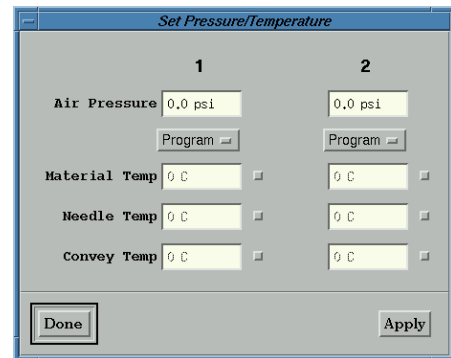 Set Pressure/Temperature
1 2
Air Pressure 0.0 psi 0.0 psi
Program Program
Material Temp 0 C 0 C
Needle Temp 0 C 0 C
Convey Temp 0 C 0 C
Done Apply